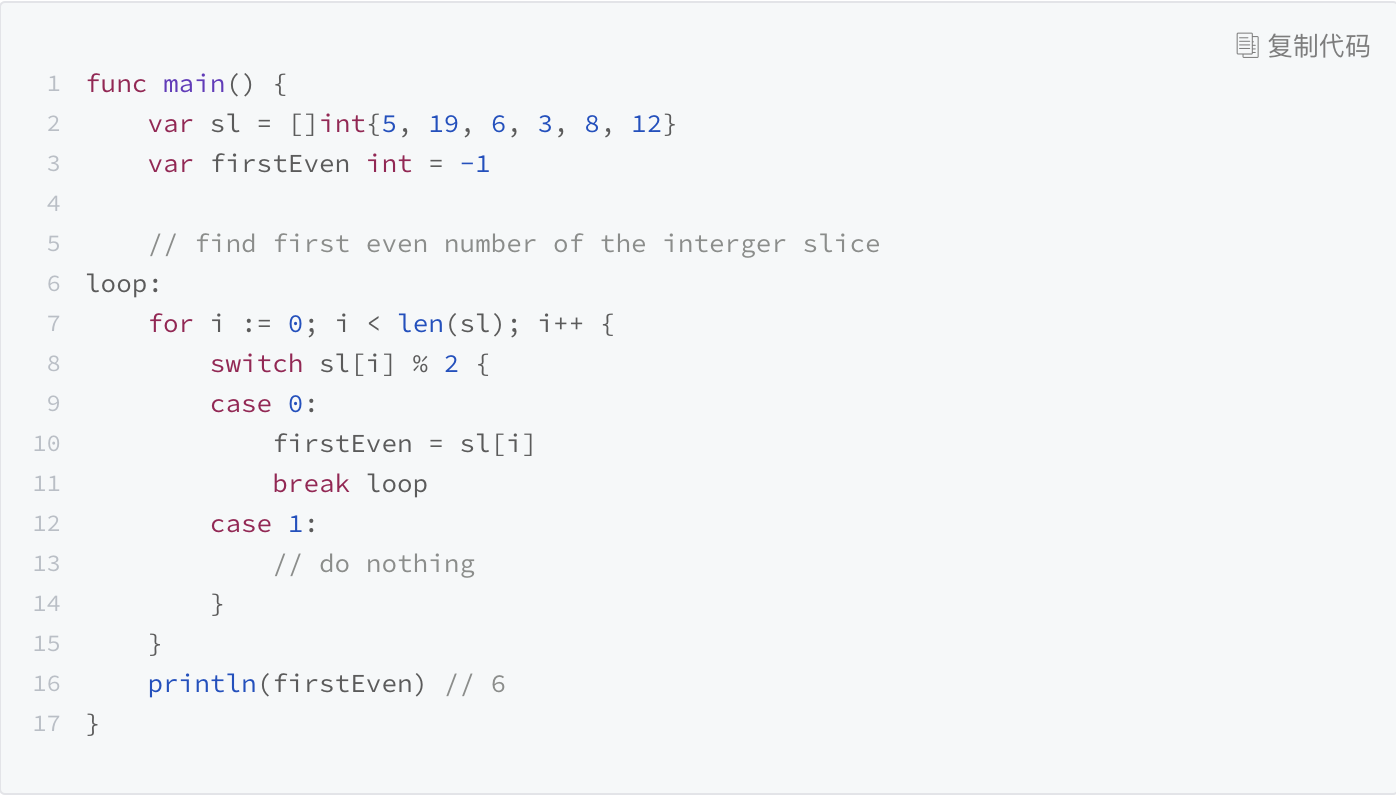 复制代码
1 func main() {
2     var sl = []int{5, 19, 6, 3, 8, 12}
3     var firstEven int = -1
4
5     // find first even number of the interger slice
6 loop:
7     for i := 0; i < len(sl); i++ {
8         switch sl[i] % 2 {
9         case 0:
10             firstEven = sl[i]
11             break loop
12         case 1:
13             // do nothing
14         }
15     }
16     println(firstEven) // 6
17 }